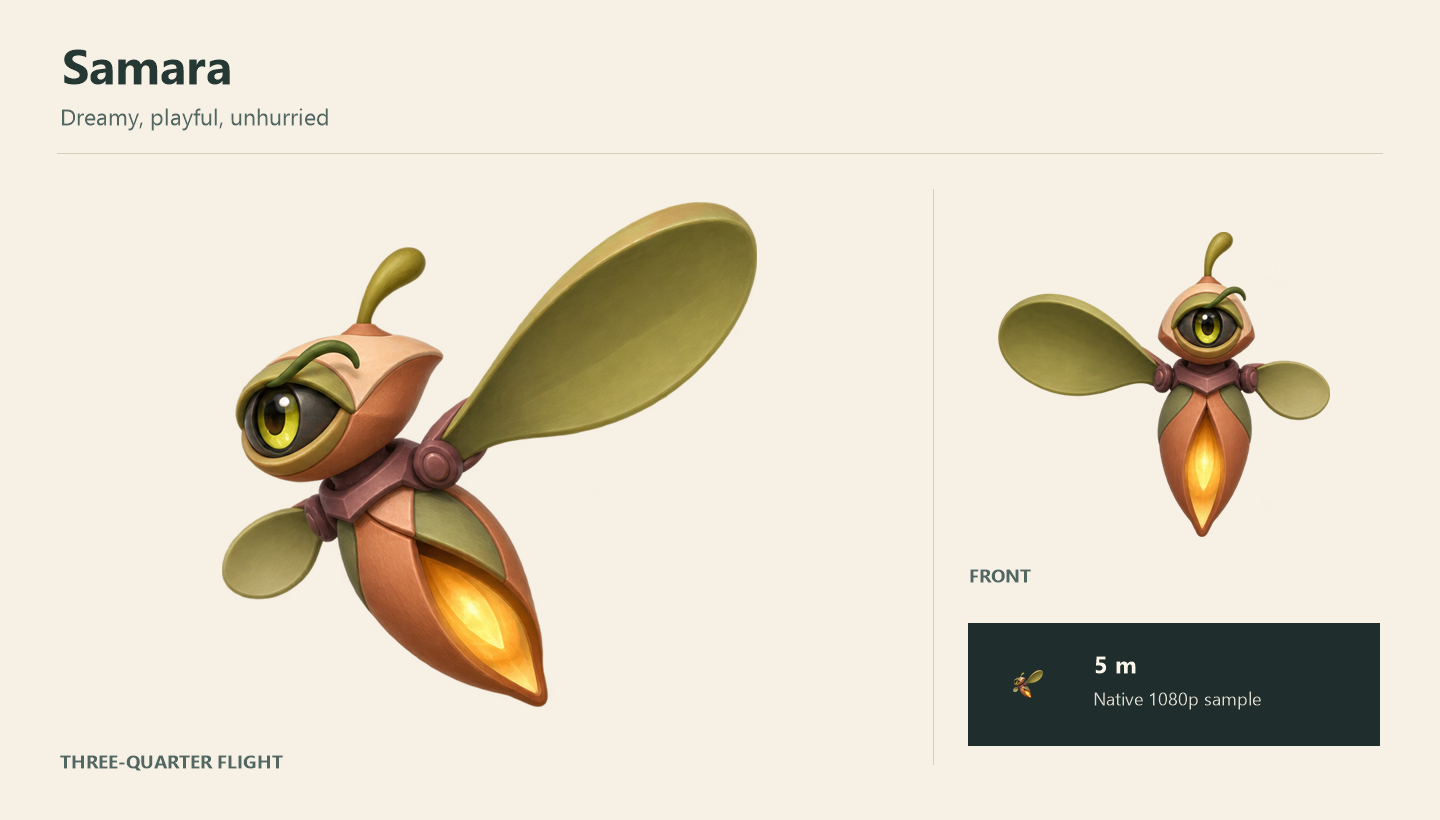 Samara
Dreamy, playful, unhurried
THREE-QUARTER FLIGHT
FRONT
5 m
Native 1080p sample